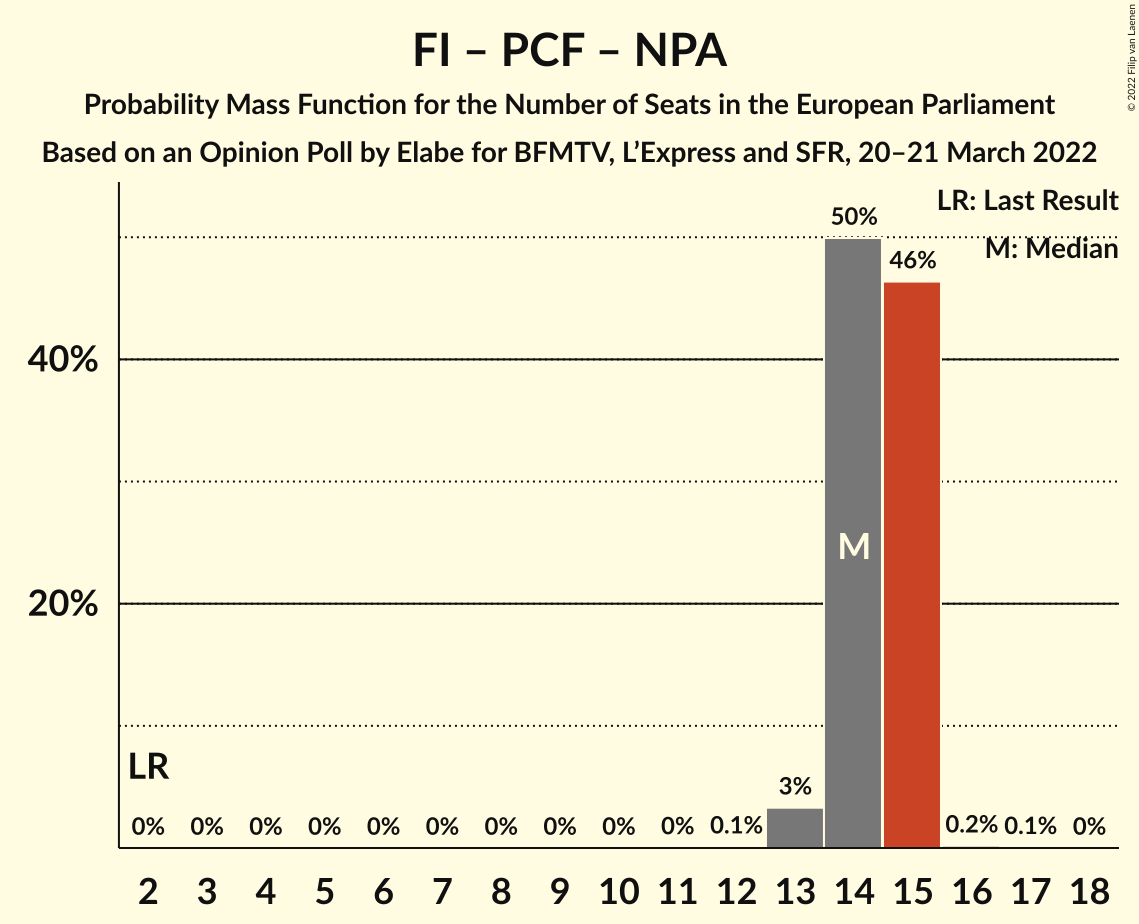 FI – PCF – NPA
Probability Mass Function for the Number of Seats in the European Parliament
Based on an Opinion Poll by Elabe for BFMTV, L’Express and SFR, 20–21 March 2022
© 2022 Filip van Laenen
LR: Last Result
M: Median
50%
46%
40%
M
20%
LR
3%
0% 0% 0% 0% 0% 0% 0% 0% 0% 0% 0.1% 0.2% 0.1% 0%
2 3 4 5 6 7 8 9 10 11 12 13 14 15 16 17 18